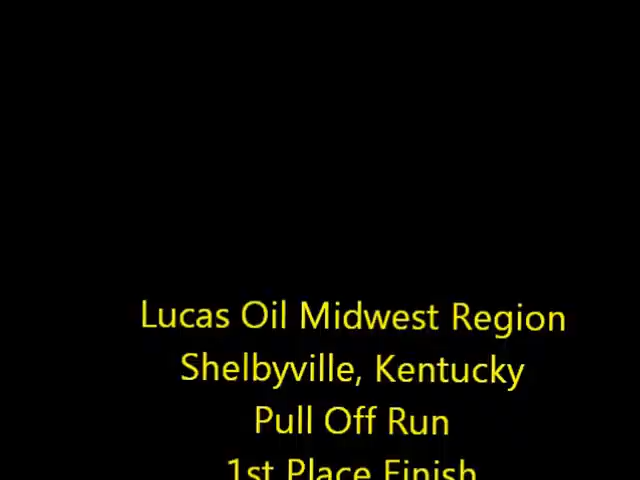 Lucas Oil Midwest Region
Shelbyville, Kentucky
Pull Off Run
1st Place Finish